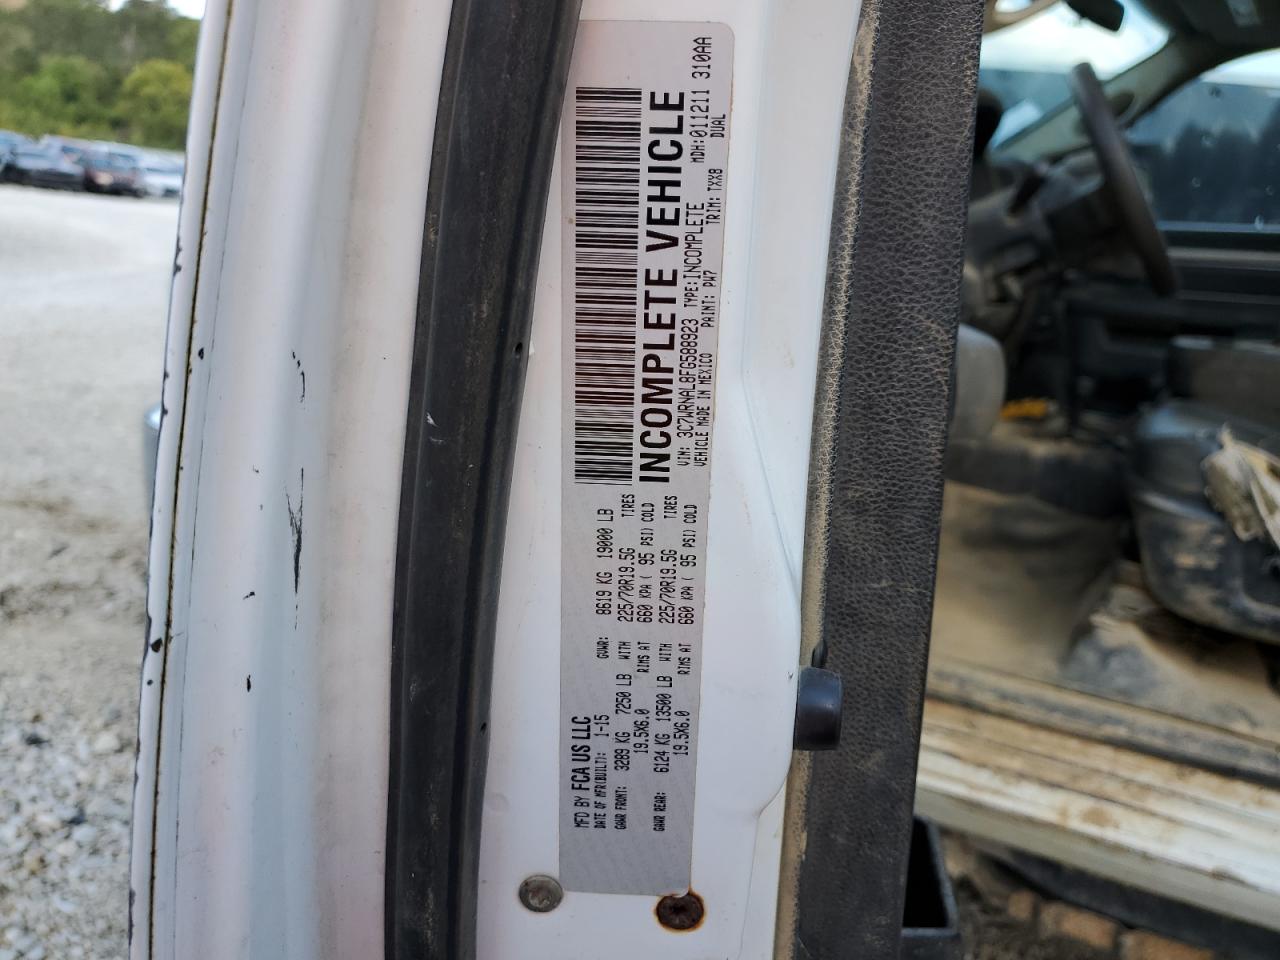 MFD BY FCA US LLC
DATE OF MFR(BUILT): 1-15 GVWR: 8619 KG 19000 LB
GAWR FRONT: 3289 KG 7250 LB WITH 225/70R19.5G TIRES
19.5X6.0 RIMS AT 660 KPA ( 95 PSI) COLD
GAWR REAR: 6124 KG 13500 LB WITH 225/70R19.5G TIRES
19.5X6.0 RIMS AT 660 KPA ( 95 PSI) COLD
INCOMPLETE VEHICLE
VIN: 3C7WRNAL8FG588923 TYPE:INCOMPLETE MDH:011211 310AA
VEHICLE MADE IN MEXICO PAINT: PW7 TRIM: TXX8 DUAL